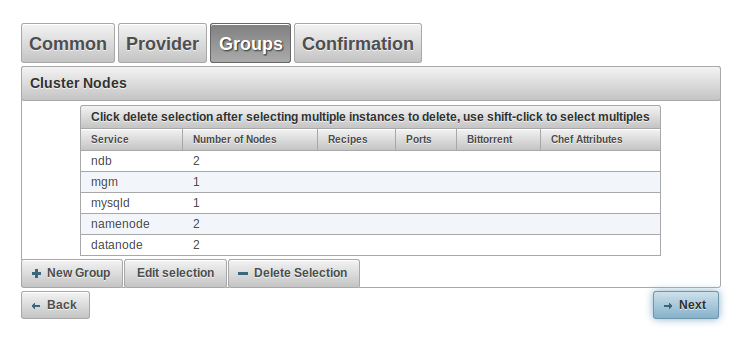 Common Provider Groups Confirmation
Cluster Nodes
Click delete selection after selecting multiple instances to delete, use shift-click to select multiples
Service Number of Nodes Recipes Ports Bittorrent Chef Attributes
ndb 2
mgm 1
mysqld 1
namenode 2
datanode 2
New Group Edit selection Delete Selection
Back Next